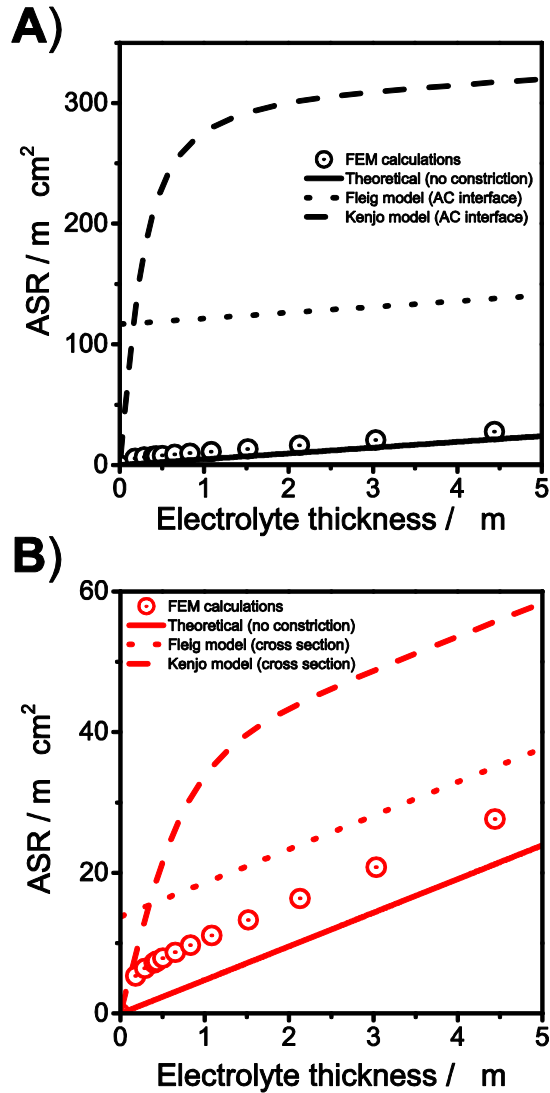 A)
300
200
100
0
ASR / m cm²
FEM calculations
Theoretical (no constriction)
Fleig model (AC interface)
Kenjo model (AC interface)
0 1 2 3 4 5
Electrolyte thickness / m
B)
60
40
20
0
ASR / m cm²
FEM calculations
Theoretical (no constriction)
Fleig model (cross section)
Kenjo model (cross section)
0 1 2 3 4 5
Electrolyte thickness / m